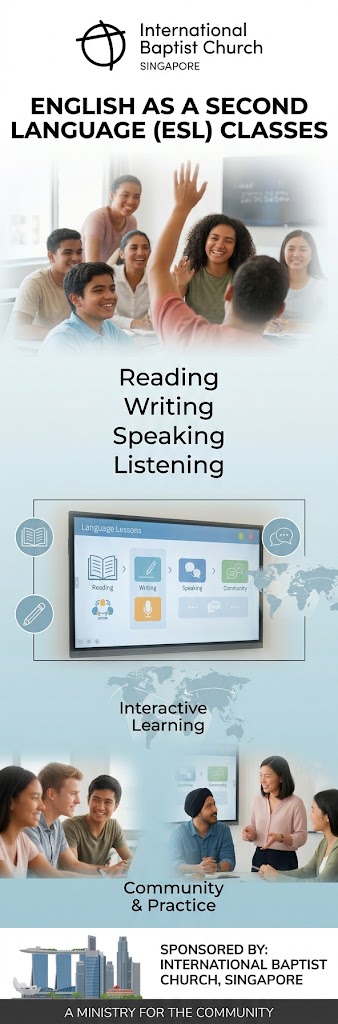 International
Baptist Church
SINGAPORE
ENGLISH AS A SECOND
LANGUAGE (ESL) CLASSES
Reading
Writing
Speaking
Listening
Language Lessons
Reading
Writing
Speaking
Community
Interactive
Learning
Community
& Practice
SPONSORED BY:
INTERNATIONAL BAPTIST
CHURCH, SINGAPORE
A MINISTRY FOR THE COMMUNITY